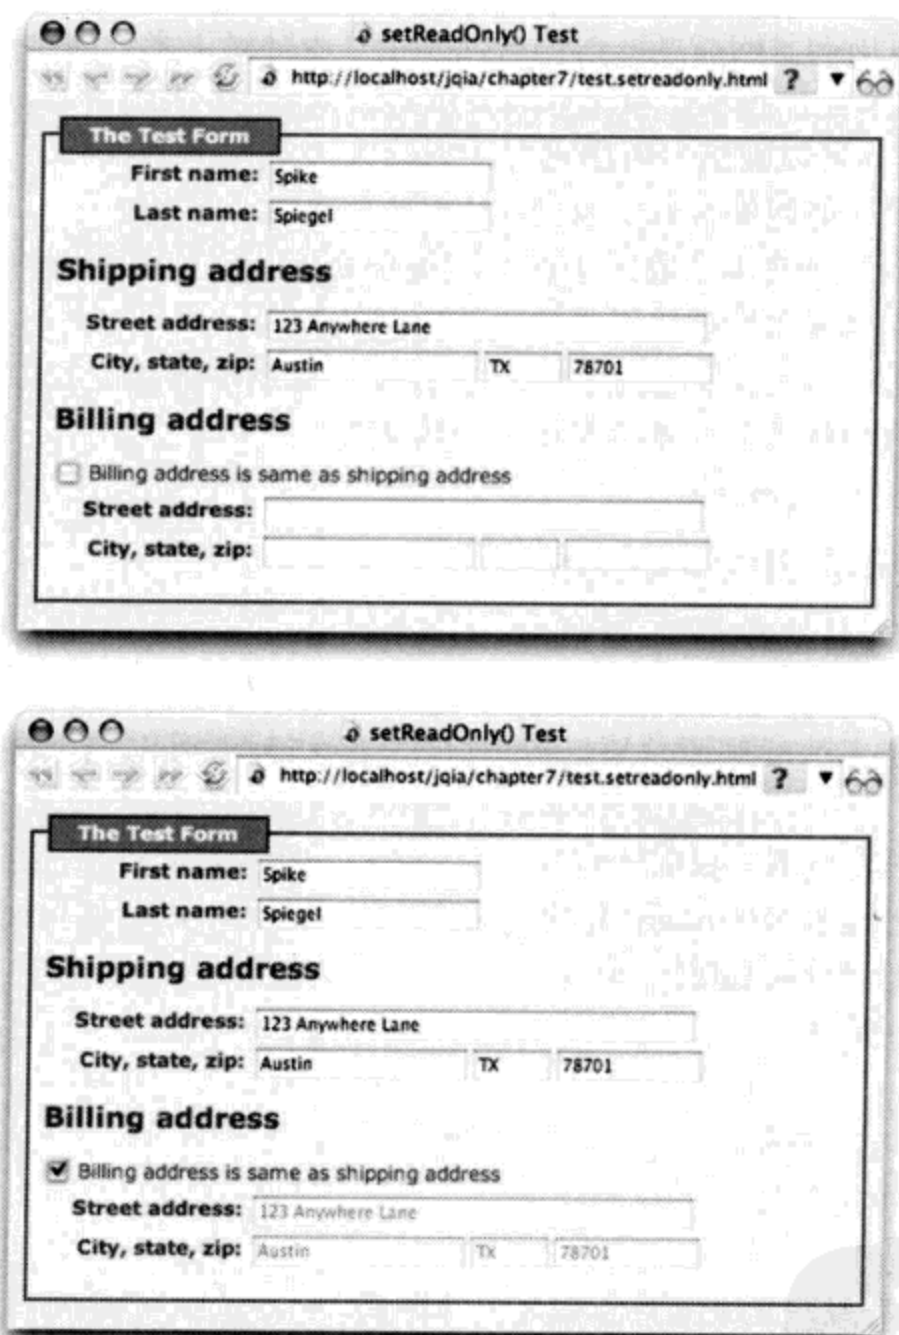 setReadOnly() Test
http://localhost/jqia/chapter7/test.setreadonly.html ?
The Test Form
First name: Spike
Last name: Spiegel
Shipping address
Street address: 123 Anywhere Lane
City, state, zip: Austin TX 78701
Billing address
Billing address is same as shipping address
Street address:
City, state, zip:
setReadOnly() Test
http://localhost/jqia/chapter7/test.setreadonly.html ?
The Test Form
First name: Spike
Last name: Spiegel
Shipping address
Street address: 123 Anywhere Lane
City, state, zip: Austin TX 78701
Billing address
Billing address is same as shipping address
Street address: 123 Anywhere Lane
City, state, zip: Austin TX 78701